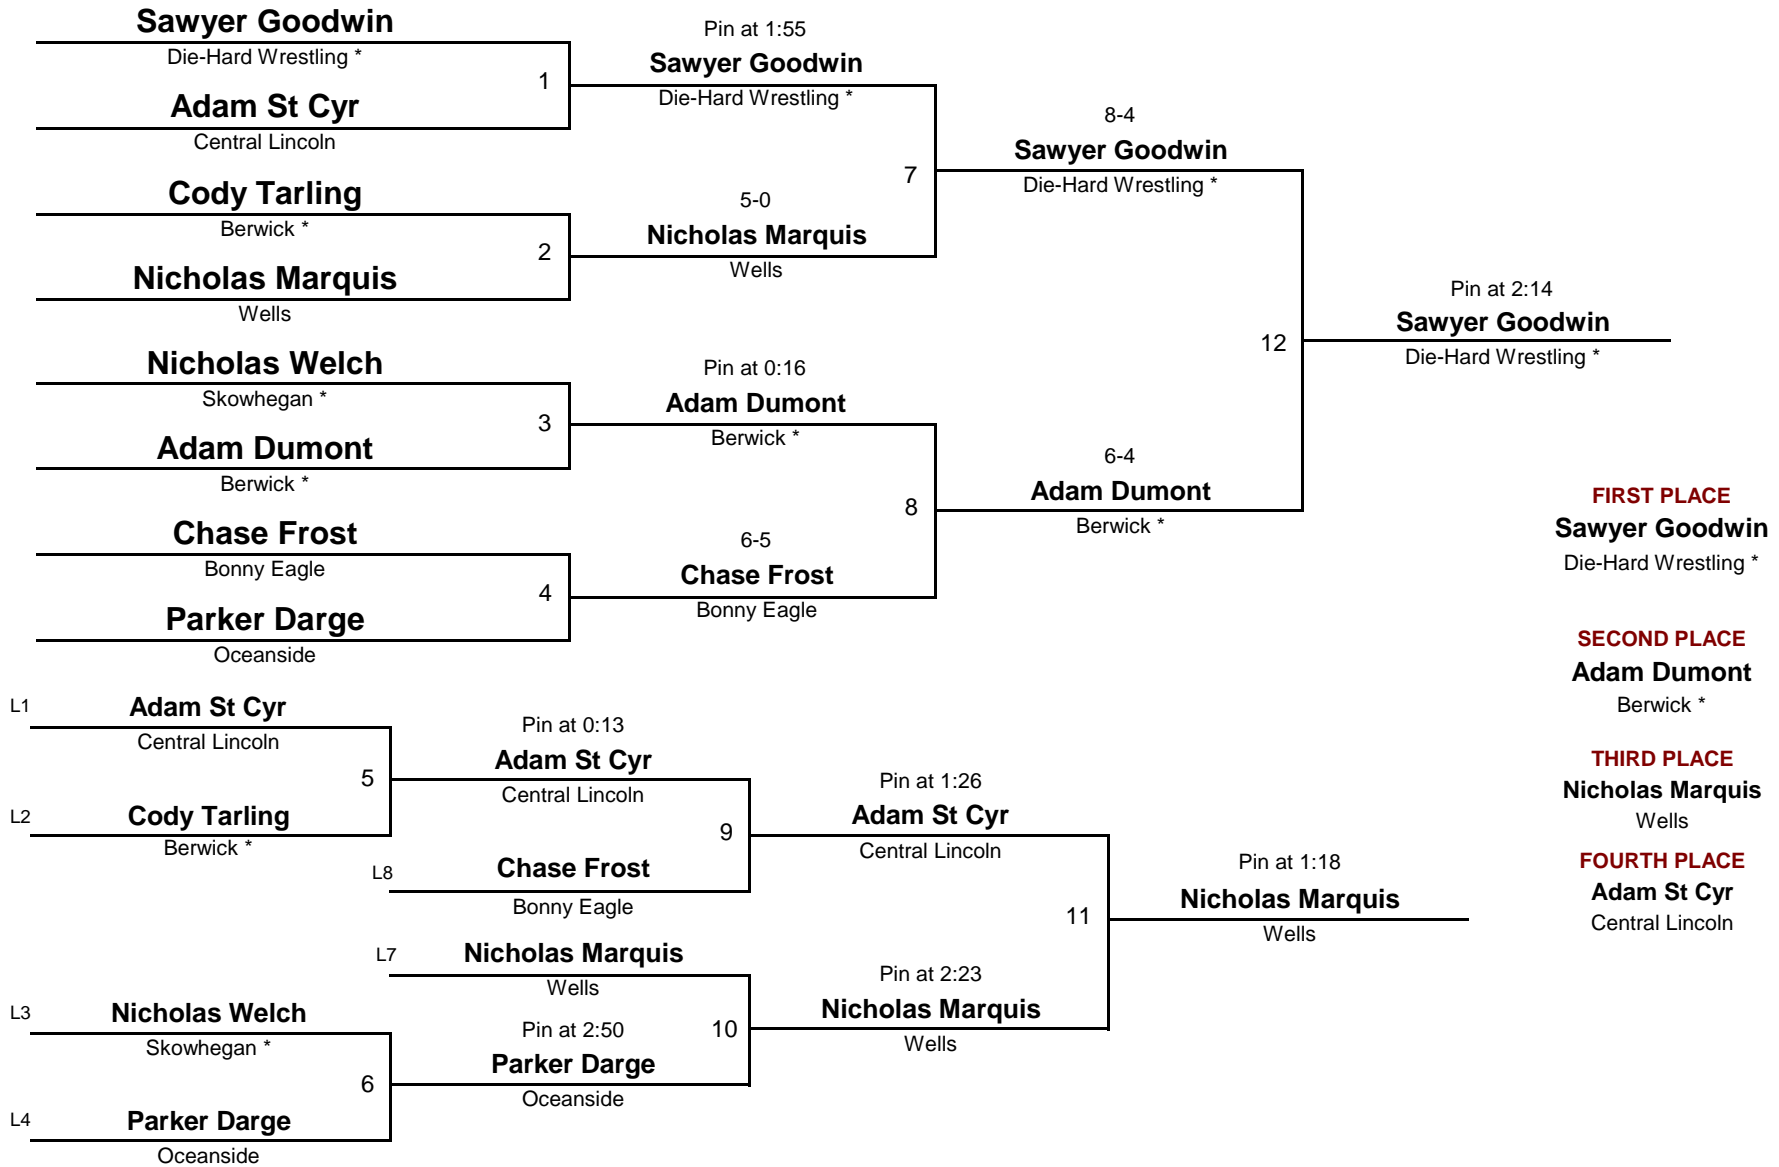 Sawyer Goodwin
Die-Hard Wrestling *
1
Adam St Cyr
Central Lincoln
Cody Tarling
Berwick *
2
Nicholas Marquis
Wells
Nicholas Welch
Skowhegan *
3
Adam Dumont
Berwick *
Chase Frost
Bonny Eagle
4
Parker Darge
Oceanside
Pin at 1:55
Sawyer Goodwin
Die-Hard Wrestling *
7
5-0
Nicholas Marquis
Wells
Pin at 0:16
Adam Dumont
Berwick *
8
6-5
Chase Frost
Bonny Eagle
8-4
Sawyer Goodwin
Die-Hard Wrestling *
12
6-4
Adam Dumont
Berwick *
Pin at 2:14
Sawyer Goodwin
Die-Hard Wrestling *
FIRST PLACE
Sawyer Goodwin
Die-Hard Wrestling *
SECOND PLACE
Adam Dumont
Berwick *
THIRD PLACE
Nicholas Marquis
Wells
FOURTH PLACE
Adam St Cyr
Central Lincoln
L1
Adam St Cyr
Central Lincoln
5
L2
Cody Tarling
Berwick *
L3
Nicholas Welch
Skowhegan *
6
L4
Parker Darge
Oceanside
Pin at 0:13
Adam St Cyr
Central Lincoln
9
L8
Chase Frost
Bonny Eagle
L7
Nicholas Marquis
Wells
10
Pin at 2:50
Parker Darge
Oceanside
Pin at 1:26
Adam St Cyr
Central Lincoln
11
Pin at 2:23
Nicholas Marquis
Wells
Pin at 1:18
Nicholas Marquis
Wells